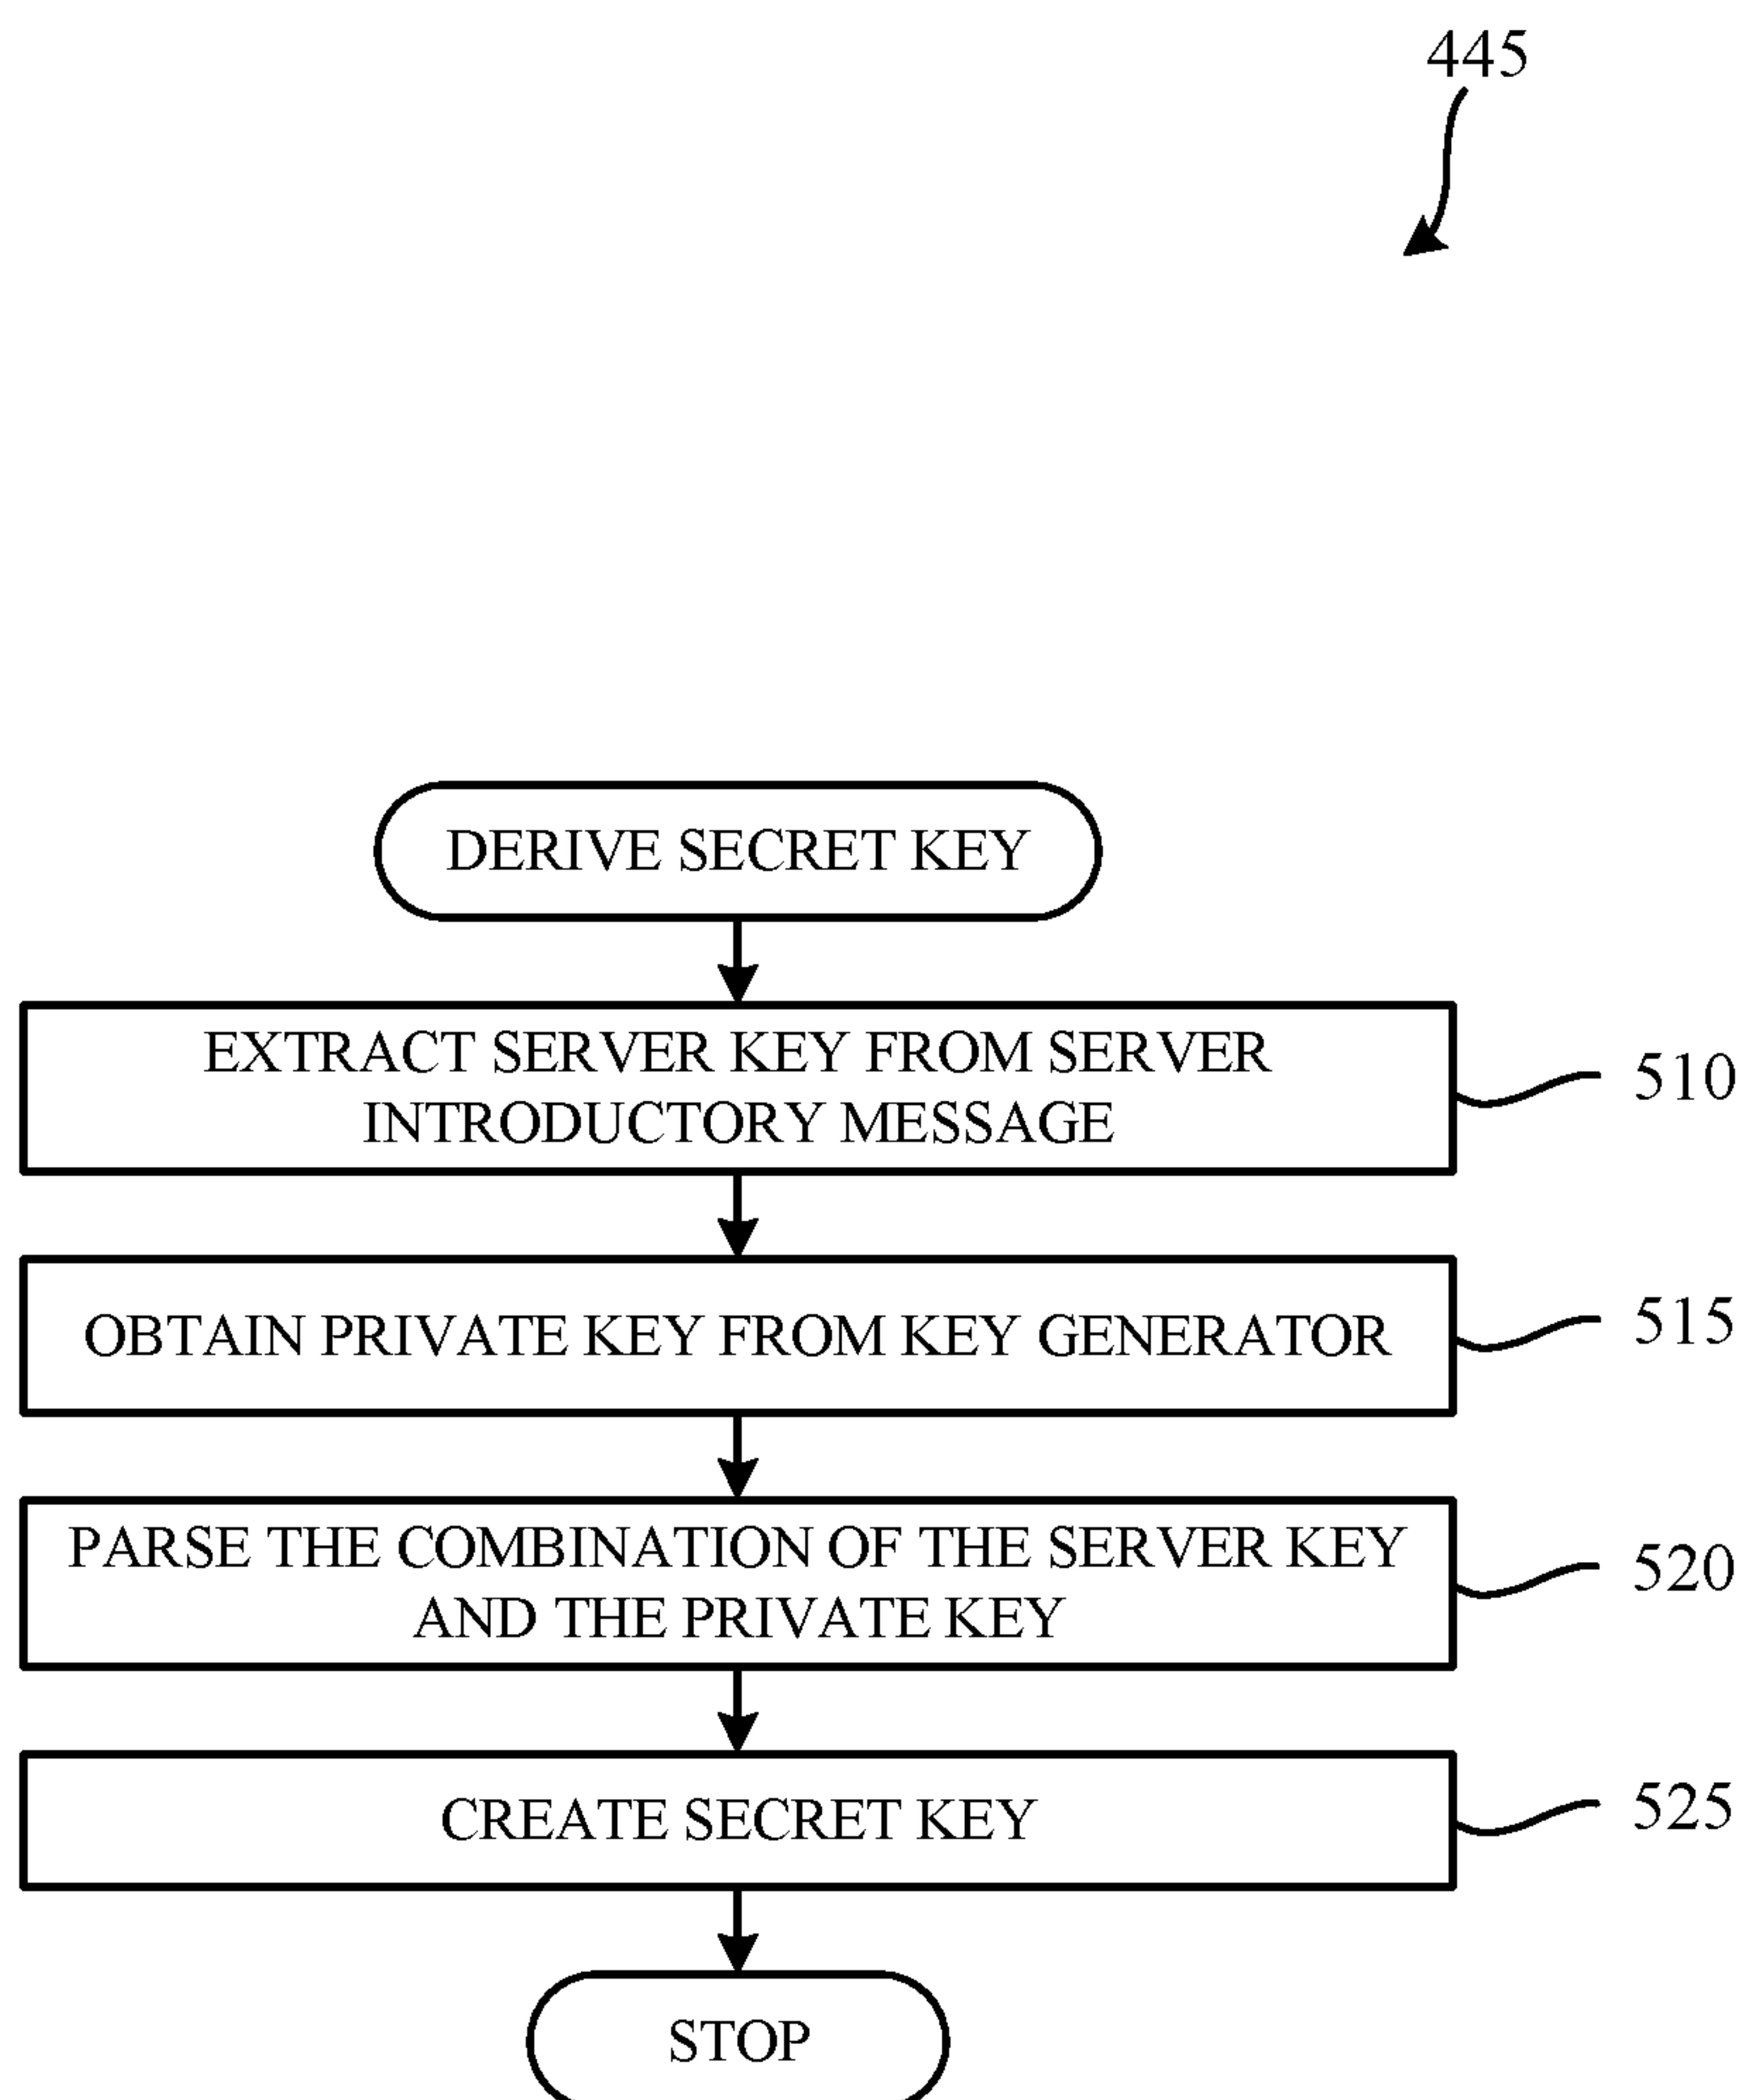 445
DERIVE SECRET KEY
EXTRACT SERVER KEY FROM SERVER
INTRODUCTORY MESSAGE
510
OBTAIN PRIVATE KEY FROM KEY GENERATOR
515
PARSE THE COMBINATION OF THE SERVER KEY
AND THE PRIVATE KEY
520
CREATE SECRET KEY
525
STOP